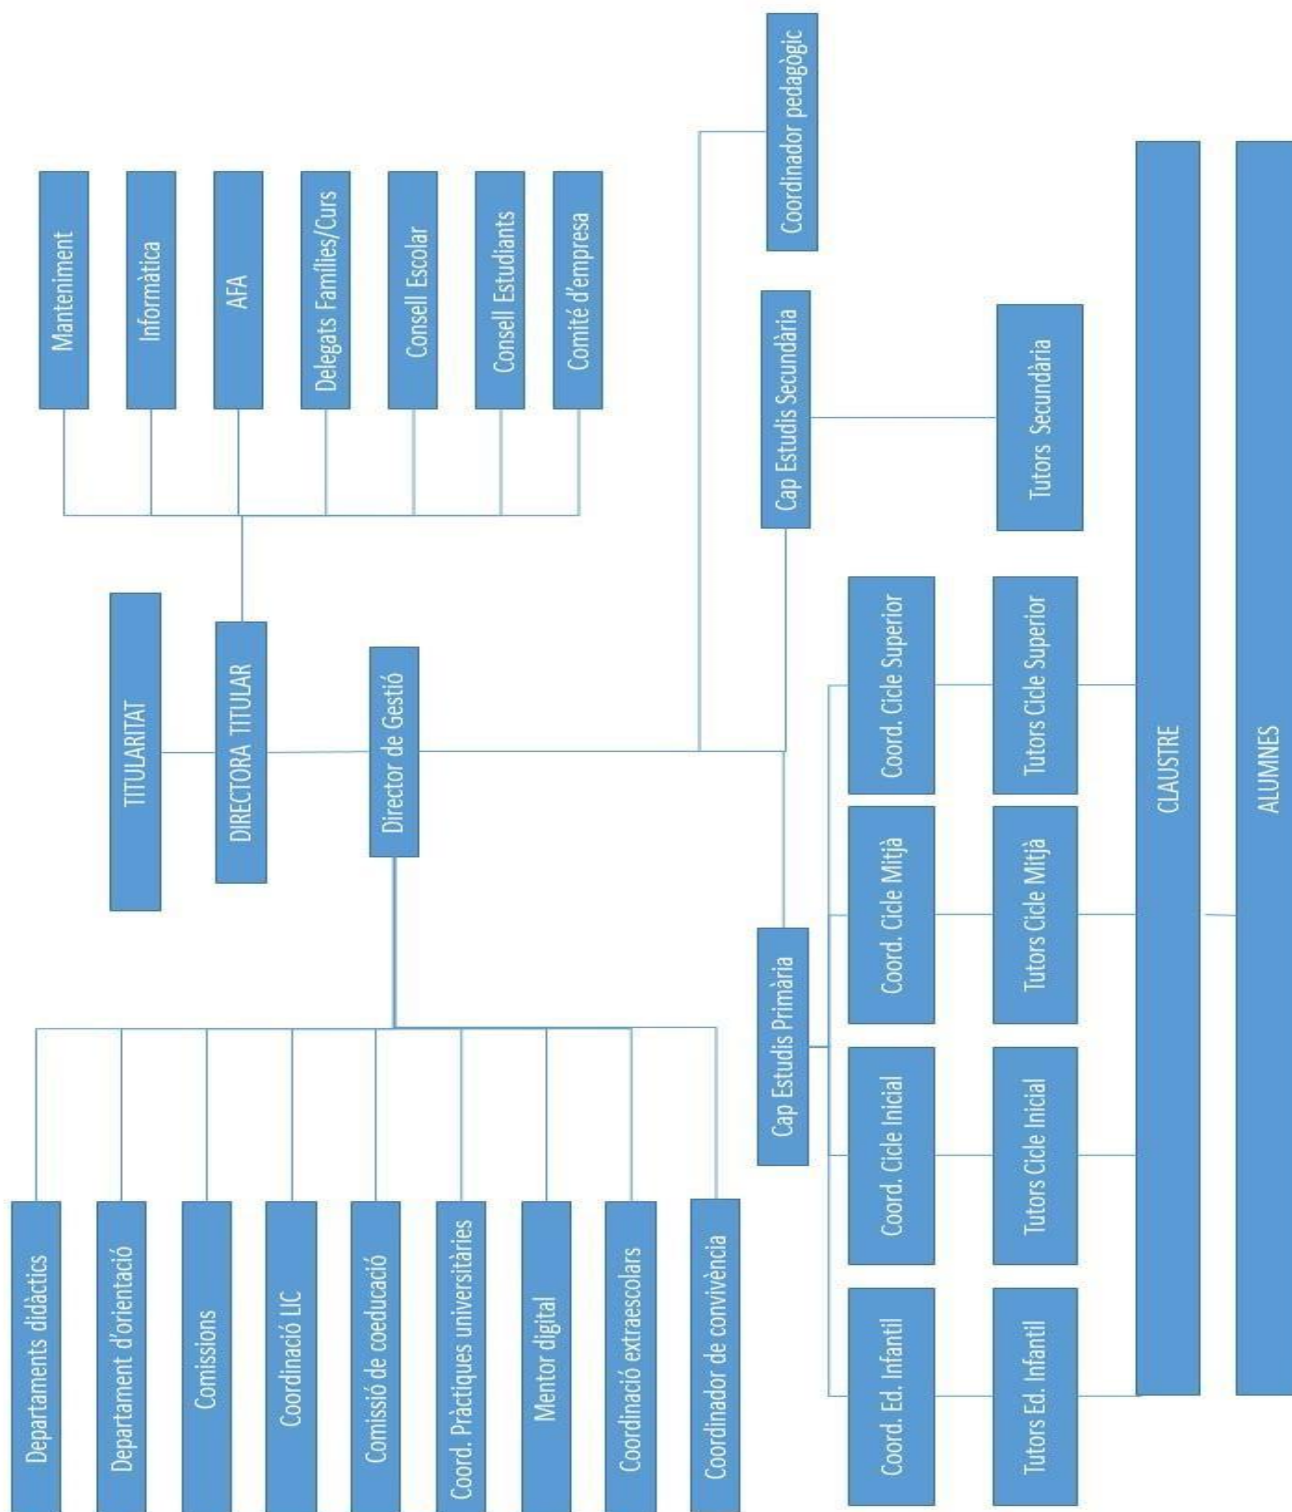 TITULARITAT
DIRECTORA TITULAR
Director de Gestió
Departaments didàctics
Departament d'orientació
Comissions
Coordinació LIC
Comissió de coeducació
Coord. Pràctiques universitàries
Mentor digital
Coordinació extraescolars
Coordinador de convivència
Manteniment
Informàtica
AFA
Delegats Famílies/Curs
Consell Escolar
Consell Estudiants
Comité d'empresa
Cap Estudis Primària
Cap Estudis Secundària
Coordinador pedagògic
Coord. Ed. Infantil
Coord. Cicle Inicial
Coord. Cicle Mitjà
Coord. Cicle Superior
Tutors Ed. Infantil
Tutors Cicle Inicial
Tutors Cicle Mitjà
Tutors Cicle Superior
Tutors Secundària
CLAUSTRE
ALUMNES